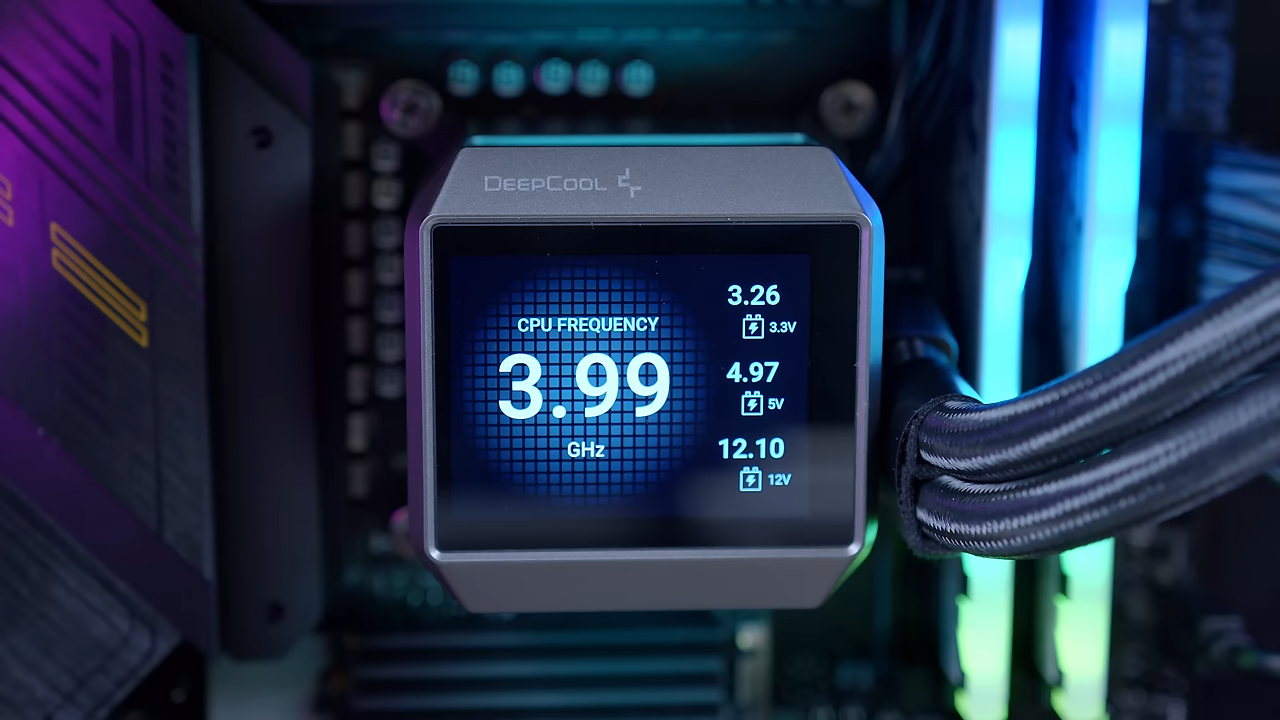 DEEPCOOL
CPU FREQUENCY
3.99
GHz
3.26
3.3V
4.97
5V
12.10
12V